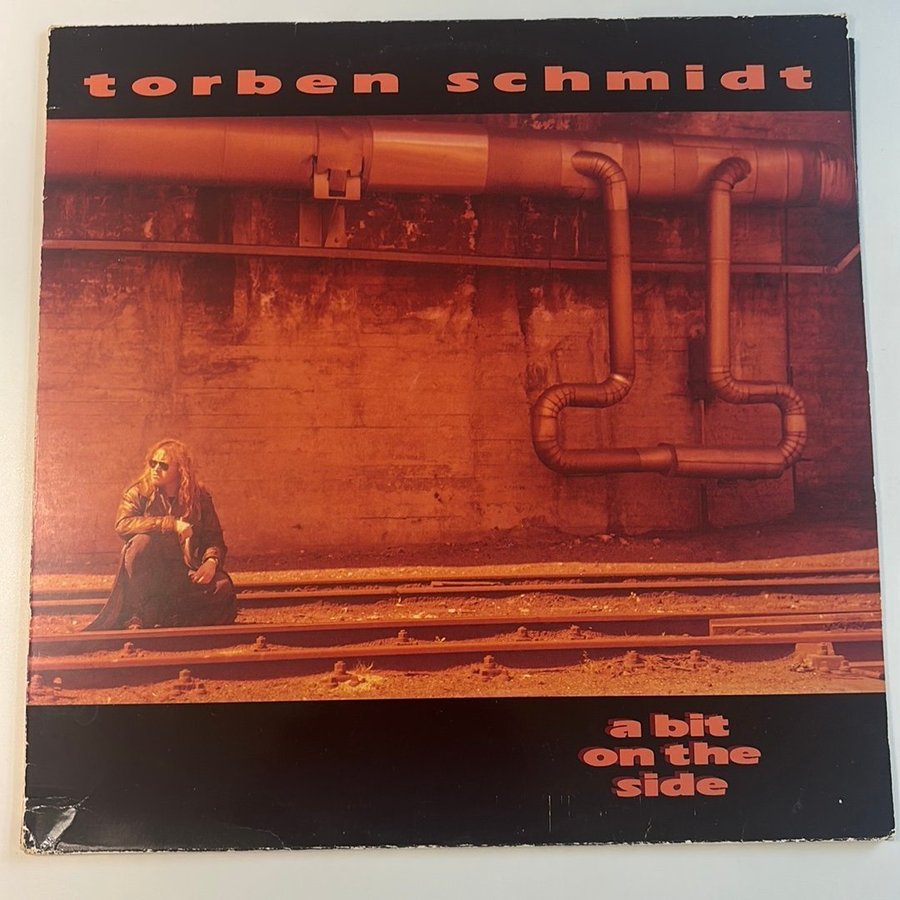 torben schmidt
a bit
on the
side